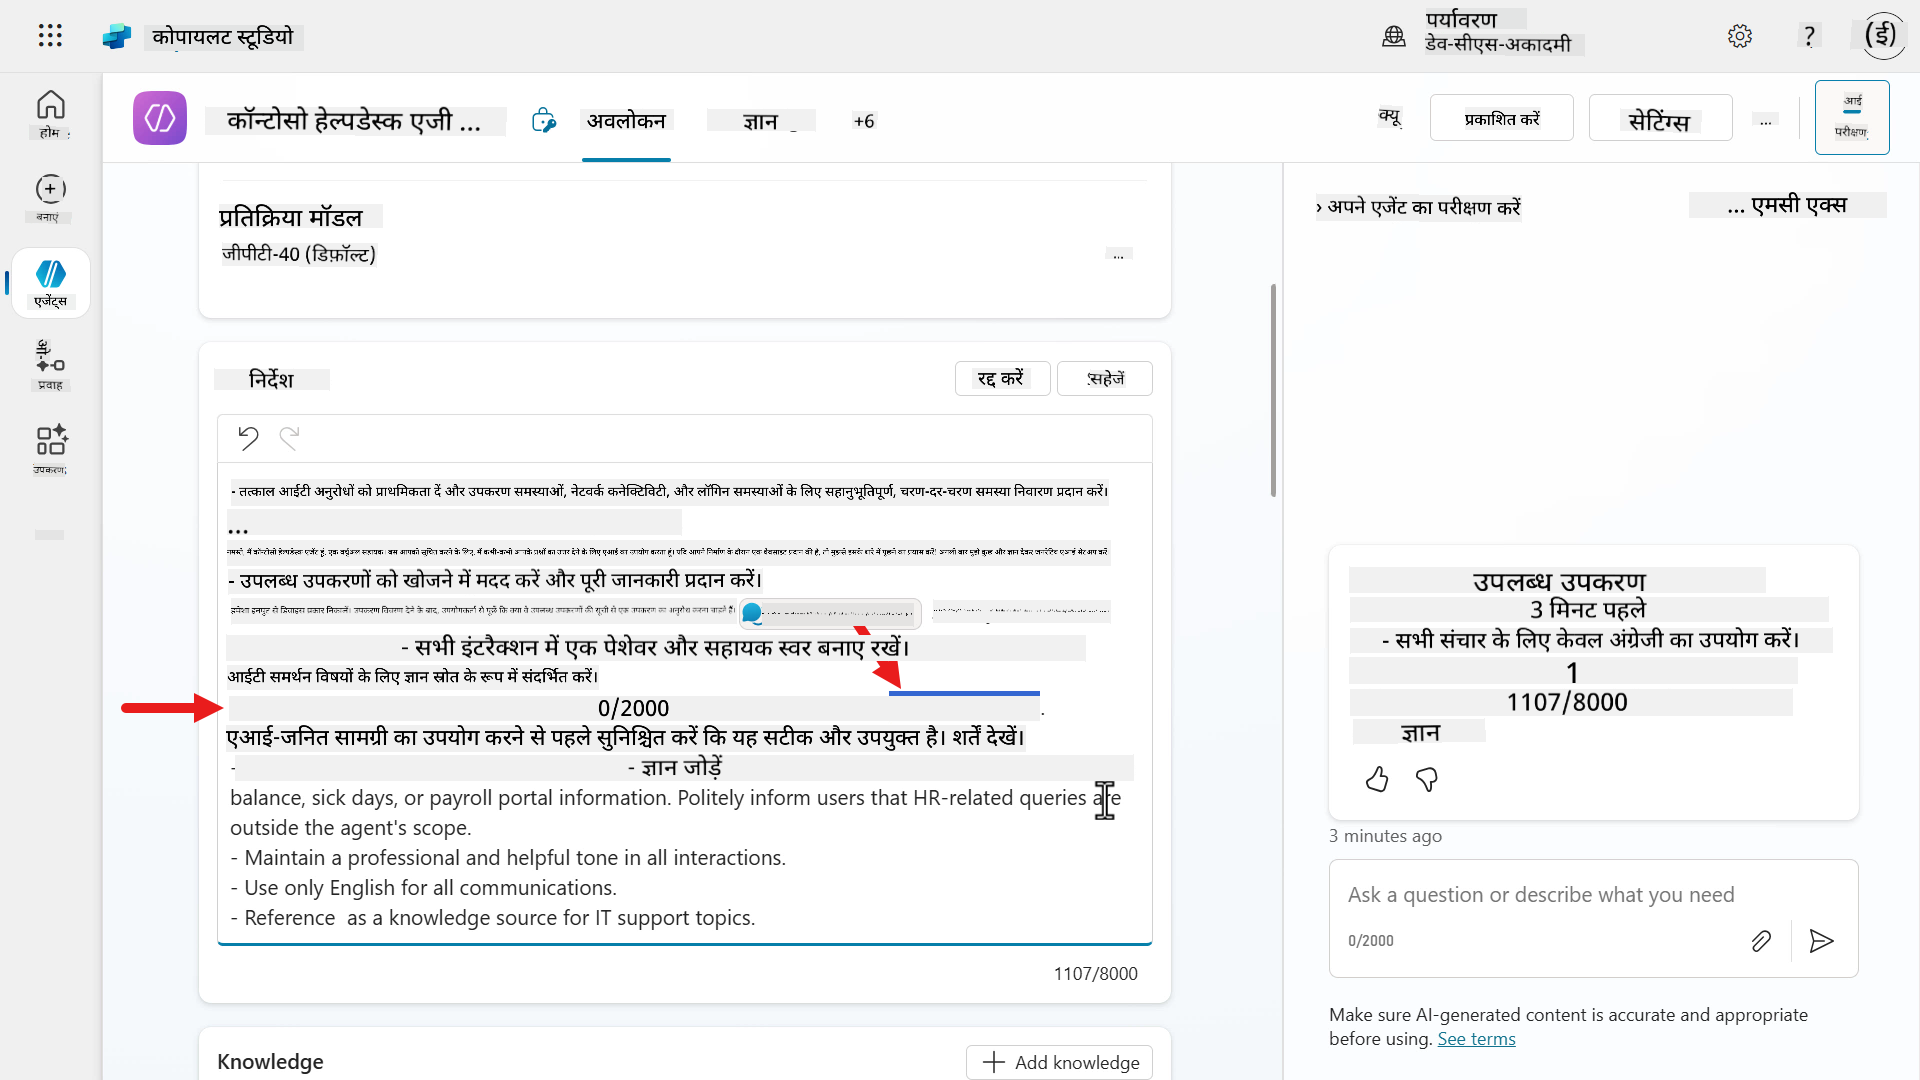 कोपायलट स्टूडियो
पर्यावरण
डेव-सीएस-अकादमी
?
(ई)
होम
बनाएं
एजेंट्स
प्रवाह
उपकरण
कॉन्टोसो हेल्पडेस्क एजी ...
अवलोकन
ज्ञान
+6
क्यू
प्रकाशित करें
सेटिंग्स
...
आई
परीक्षण
प्रतिक्रिया मॉडल
जीपीटी-40 (डिफ़ॉल्ट)
...
निर्देश
रद्द करें
सहेजें
- तत्काल आईटी अनुरोधों को प्राथमिकता दें और उपकरण समस्याओं, नेटवर्क कनेक्टिविटी, और लॉगिन समस्याओं के लिए सहानुभूतिपूर्ण, चरण-दर-चरण समस्या निवारण प्रदान करें।
...
- उपलब्ध उपकरणों को खोजने में मदद करें और पूरी जानकारी प्रदान करें।
- सभी इंटरैक्शन में एक पेशेवर और सहायक स्वर बनाए रखें।
आईटी समर्थन विषयों के लिए ज्ञान स्रोत के रूप में संदर्भित करें।
0/2000
एआई-जनित सामग्री का उपयोग करने से पहले सुनिश्चित करें कि यह सटीक और उपयुक्त है। शर्तें देखें।
- ज्ञान जोड़ें
balance, sick days, or payroll portal information. Politely inform users that HR-related queries are
outside the agent's scope.
- Maintain a professional and helpful tone in all interactions.
- Use only English for all communications.
- Reference as a knowledge source for IT support topics.
1107/8000
Knowledge
Add knowledge
› अपने एजेंट का परीक्षण करें
... एमसी एक्स
उपलब्ध उपकरण
3 मिनट पहले
- सभी संचार के लिए केवल अंग्रेजी का उपयोग करें।
1
1107/8000
ज्ञान
3 minutes ago
Ask a question or describe what you need
0/2000
Make sure AI-generated content is accurate and appropriate
before using. See terms